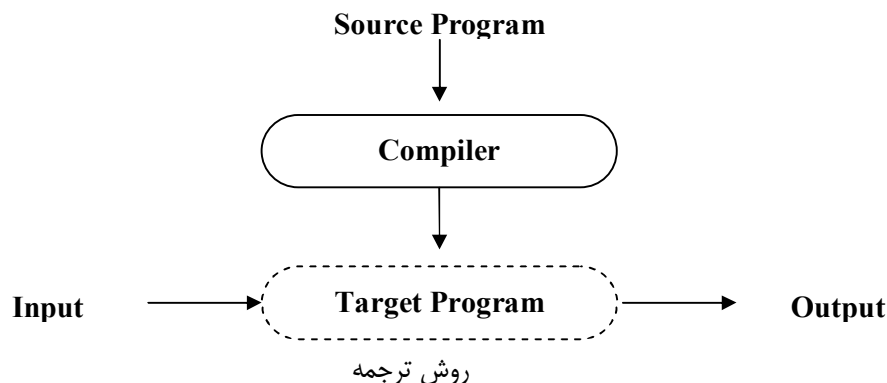 Source Program
Compiler
Input
Target Program
Output
روش ترجمه